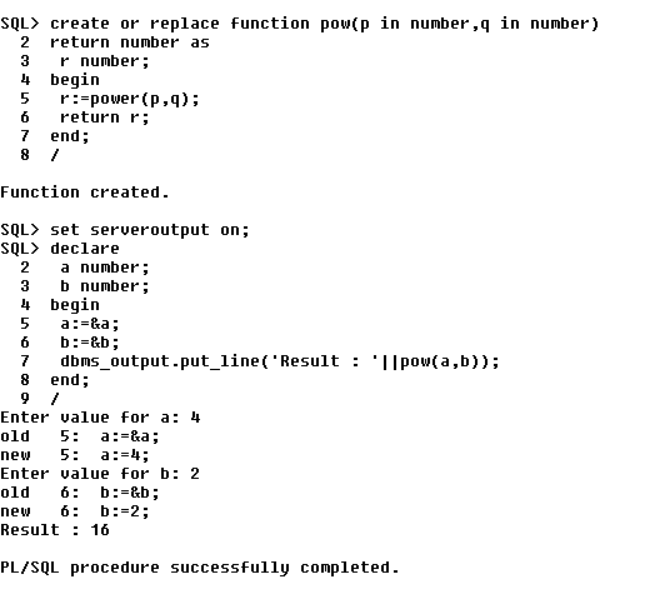 SQL> create or replace function pow(p in number,q in number)
  2  return number as
  3   r number;
  4  begin
  5   r:=power(p,q);
  6   return r;
  7  end;
  8  /
Function created.
SQL> set serveroutput on;
SQL> declare
  2   a number;
  3   b number;
  4  begin
  5   a:=&a;
  6   b:=&b;
  7   dbms_output.put_line('Result : '||pow(a,b));
  8  end;
  9  /
Enter value for a: 4
old   5:  a:=&a;
new   5:  a:=4;
Enter value for b: 2
old   6:  b:=&b;
new   6:  b:=2;
Result : 16
PL/SQL procedure successfully completed.